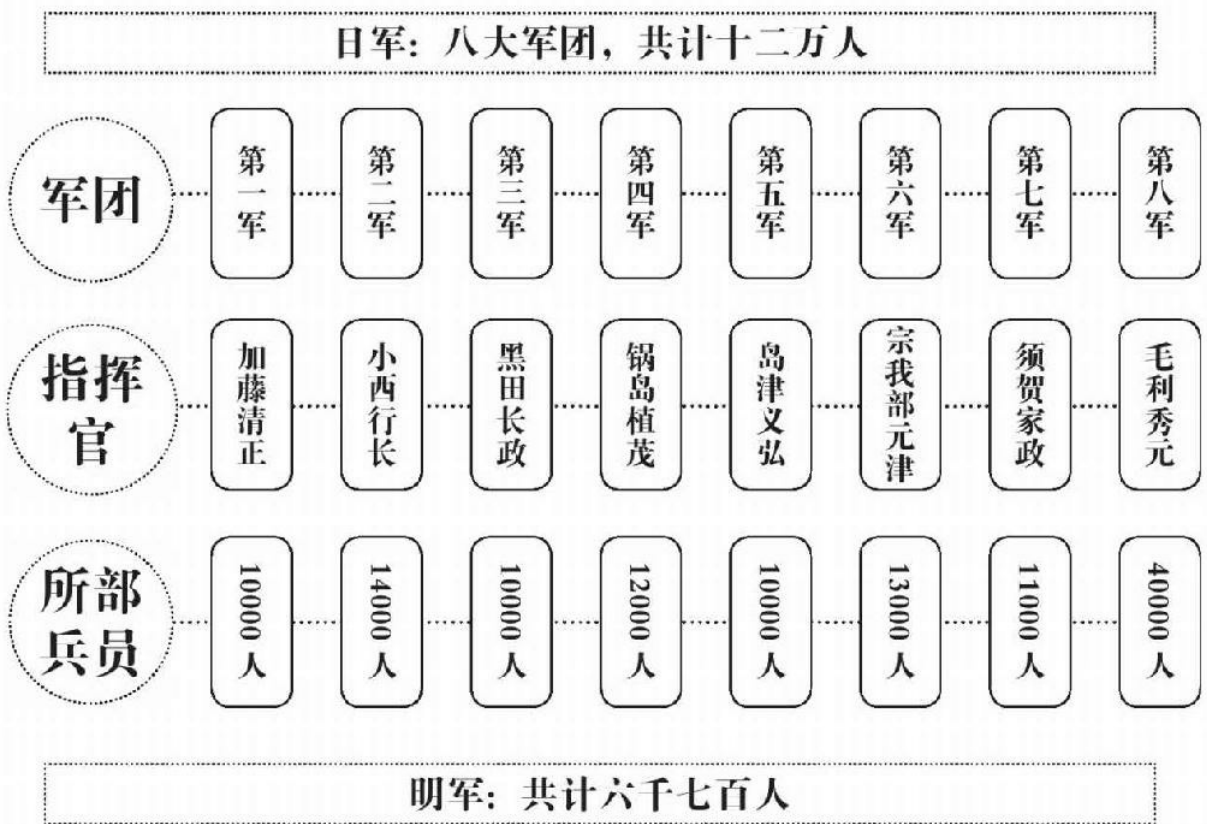 日军：八大军团，共计十二万人
军团
第一军
第二军
第三军
第四军
第五军
第六军
第七军
第八军
指挥
官
加藤清正
小西行长
黑田长政
锅岛植茂
岛津义弘
宗我部元津
须贺家政
毛利秀元
所部
兵员
10000人
14000人
10000人
12000人
10000人
13000人
11000人
40000人
明军：共计六千七百人